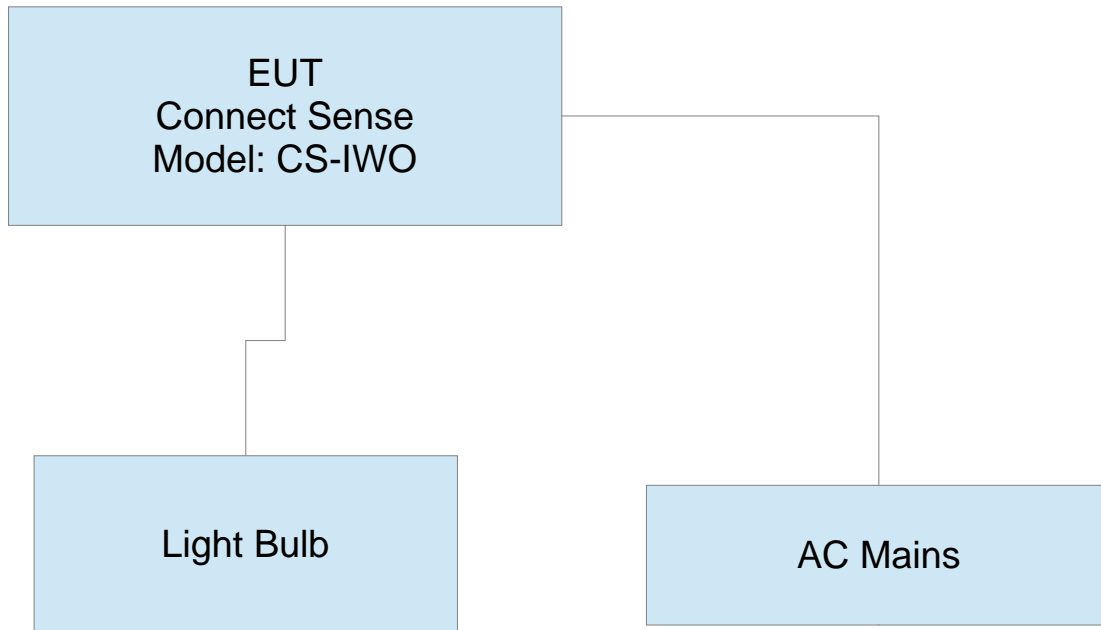 EUT
Connect Sense
Model: CS-IWO
Light Bulb
AC Mains